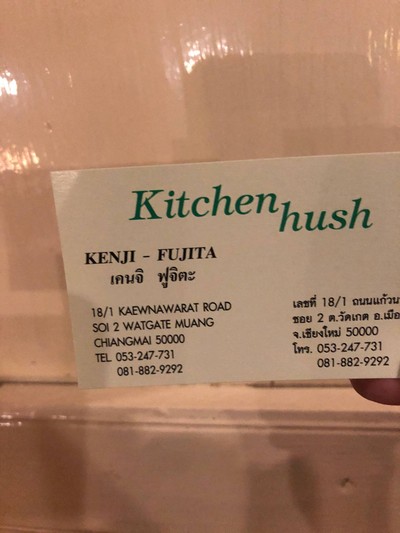 Kitchen hush
KENJI - FUJITA
เคนจิ ฟูจิตะ
18/1 KAEWNAWARAT ROAD
SOI 2 WATGATE MUANG
CHIANGMAI 50000
TEL 053-247-731
081-882-9292
เลขที่ 18/1
ซอย 2 ต.วัดเกต
จ.เชียงใหม่ 50000
โทร. 053-247-731
081-882-9292